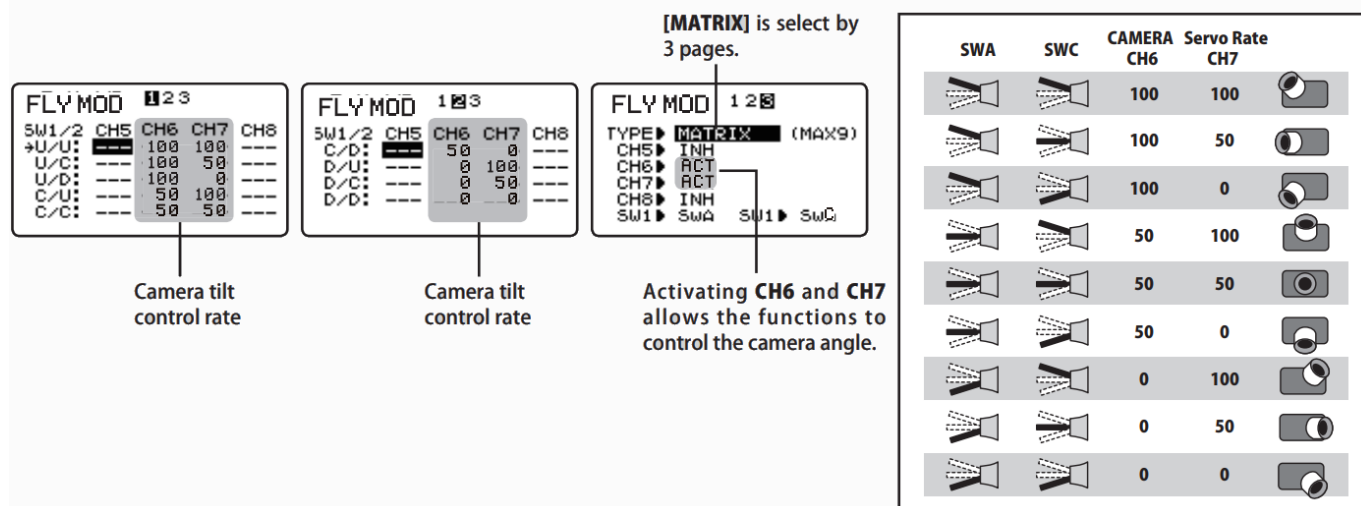 [MATRIX] is select by
3 pages.
FLY MOD 1 2 3
SW1/2 CH5 CH6 CH7 CH8
→U/U: --- 100 100 ---
U/C: --- 100 50 ---
U/D: --- 100 0 ---
C/U: --- 50 100 ---
C/C: --- 50 50 ---
FLY MOD 1 2 3
SW1/2 CH5 CH6 CH7 CH8
C/D: --- 50 0 ---
D/U: --- 0 100 ---
D/C: --- 0 50 ---
D/D: --- 0 0 ---
FLY MOD 1 2 3
TYPE▶ MATRIX (MAX9)
CH5▶ INH
CH6▶ ACT
CH7▶ ACT
CH8▶ INH
SW1▶ SwA SW1▶ SwC
Camera tilt
control rate
Camera tilt
control rate
Activating CH6 and CH7
allows the functions to
control the camera angle.
SWA SWC CAMERA CH6 Servo Rate CH7
100 100
100 50
100 0
50 100
50 50
50 0
0 100
0 50
0 0